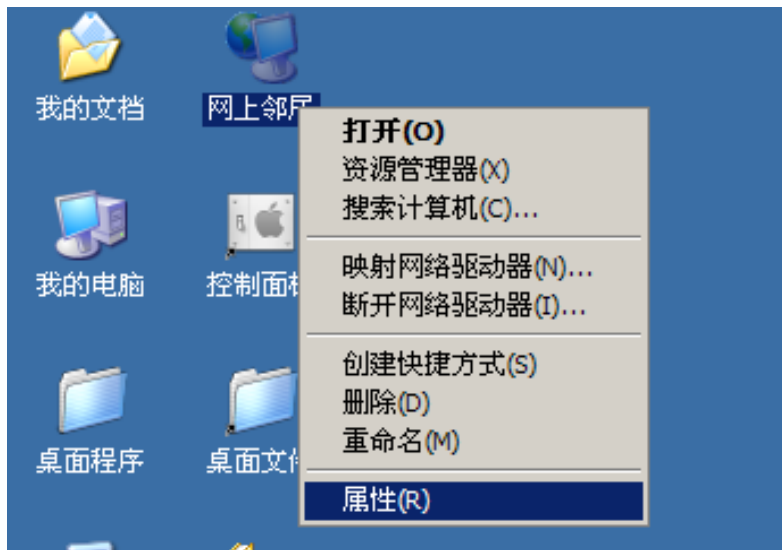 我的文档
网上邻居
打开(O)
资源管理器(X)
搜索计算机(C)...
映射网络驱动器(N)...
断开网络驱动器(I)...
创建快捷方式(S)
删除(D)
重命名(M)
属性(R)
我的电脑
控制面板
桌面程序
桌面文件